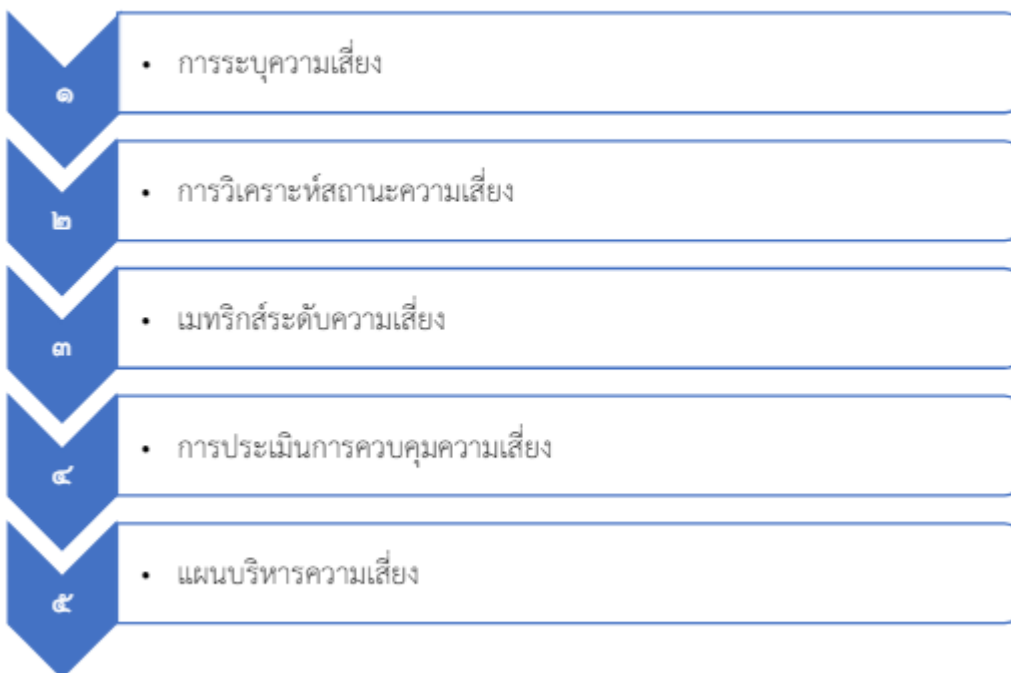 ๑
• การระบุความเสี่ยง
๒
• การวิเคราะห์สถานะความเสี่ยง
๓
• เมทริกส์ระดับความเสี่ยง
๔
• การประเมินการควบคุมความเสี่ยง
๕
• แผนบริหารความเสี่ยง